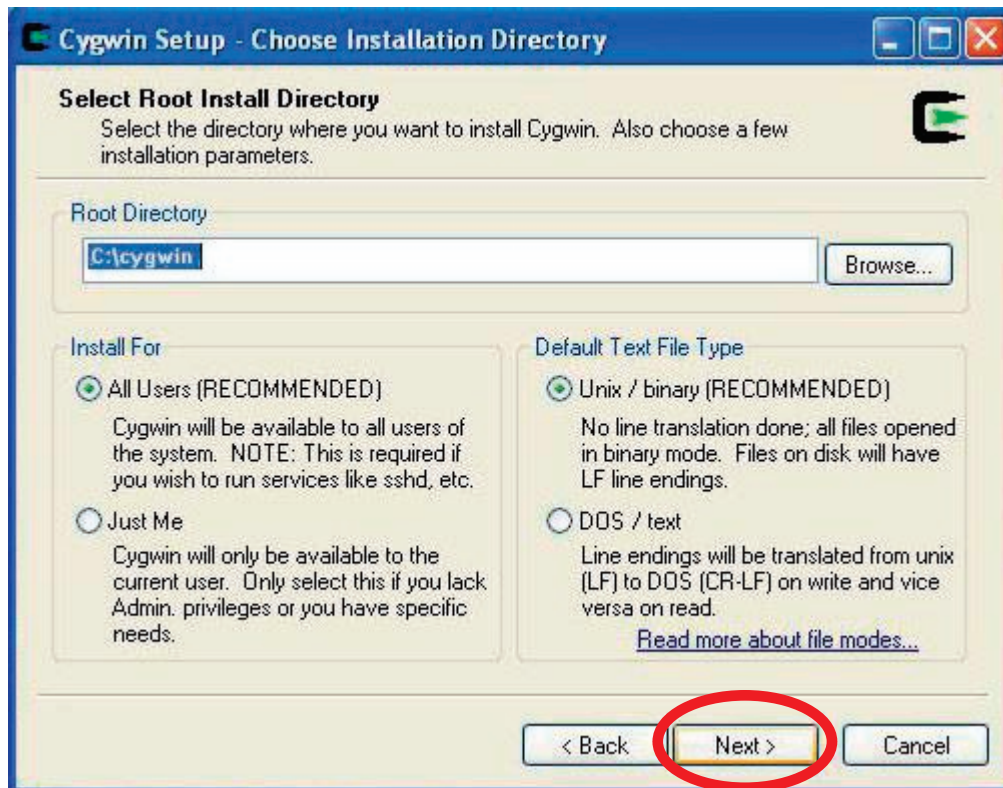 Cygwin Setup - Choose Installation Directory
Select Root Install Directory
Select the directory where you want to install Cygwin. Also choose a few
installation parameters.
Root Directory
C:\cygwin
Browse...
Install For
All Users (RECOMMENDED)
Cygwin will be available to all users of
the system. NOTE: This is required if
you wish to run services like sshd, etc.
Just Me
Cygwin will only be available to the
current user. Only select this if you lack
Admin. privileges or you have specific
needs.
Default Text File Type
Unix / binary (RECOMMENDED)
No line translation done; all files opened
in binary mode. Files on disk will have
LF line endings.
DOS / text
Line endings will be translated from unix
(LF) to DOS (CR-LF) on write and vice
versa on read.
Read more about file modes...
< Back
Next >
Cancel